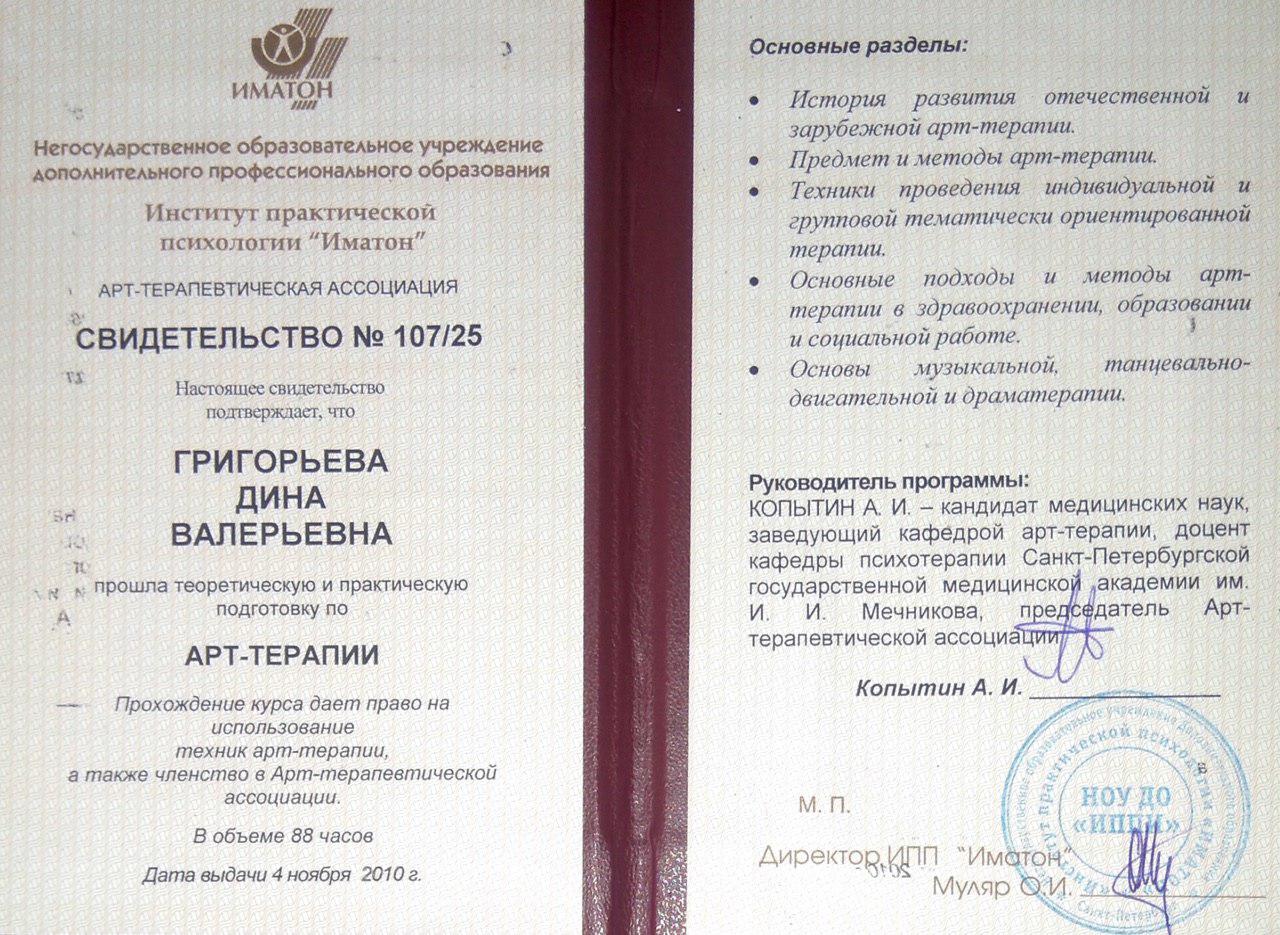 ИМАТОН
Негосударственное образовательное учреждение
дополнительного профессионального образования
Институт практической
психологии “Иматон”
АРТ-ТЕРАПЕВТИЧЕСКАЯ АССОЦИАЦИЯ
СВИДЕТЕЛЬСТВО № 107/25
Настоящее свидетельство
подтверждает, что
ГРИГОРЬЕВА
ДИНА
ВАЛЕРЬЕВНА
прошла теоретическую и практическую
подготовку по
АРТ-ТЕРАПИИ
Прохождение курса дает право на
использование
техник арт-терапии,
а также членство в Арт-терапевтической
ассоциации.
В объеме 88 часов
Дата выдачи 4 ноября 2010 г.
Основные разделы:
• История развития отечественной и
зарубежной арт-терапии.
• Предмет и методы арт-терапии.
• Техники проведения индивидуальной и
групповой тематически ориентированной
терапии.
• Основные подходы и методы арт-
терапии в здравоохранении, образовании
и социальной работе.
• Основы музыкальной, танцевально-
двигательной и драматерапии.
Руководитель программы:
КОПЫТИН А. И. – кандидат медицинских наук,
заведующий кафедрой арт-терапии, доцент
кафедры психотерапии Санкт-Петербургской
государственной медицинской академии им.
И. И. Мечникова, председатель Арт-
терапевтической ассоциации
Копытин А. И.
М. П.
Директор ИПП “Иматон”
Муляр О.И.
НОУ ДО
«ИППИ»
Институт практической психологии «Иматон»
Санкт-Петербург